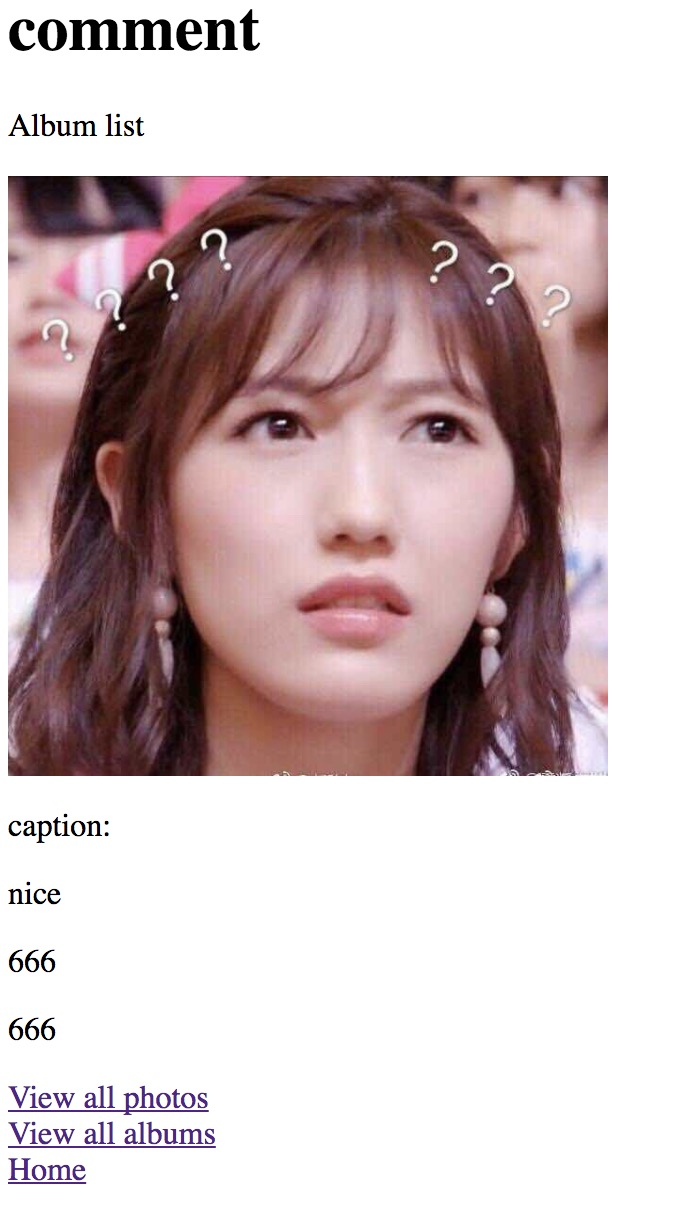 comment
Album list
? ? ? ? ? ? ?
caption:
nice
666
666
View all photos
View all albums
Home